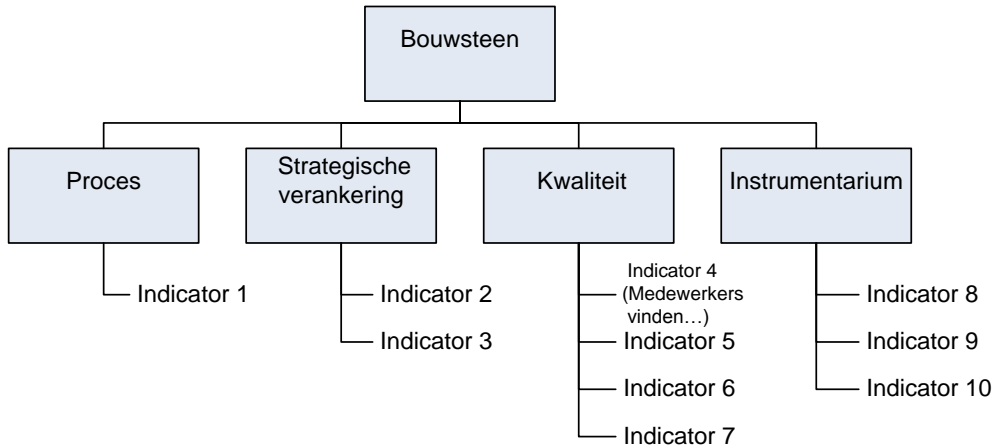 Bouwsteen
Proces
Strategische
verankering
Kwaliteit
Instrumentarium
Indicator 1
Indicator 2
Indicator 3
Indicator 4
(Medewerkers
vinden…)
Indicator 5
Indicator 6
Indicator 7
Indicator 8
Indicator 9
Indicator 10